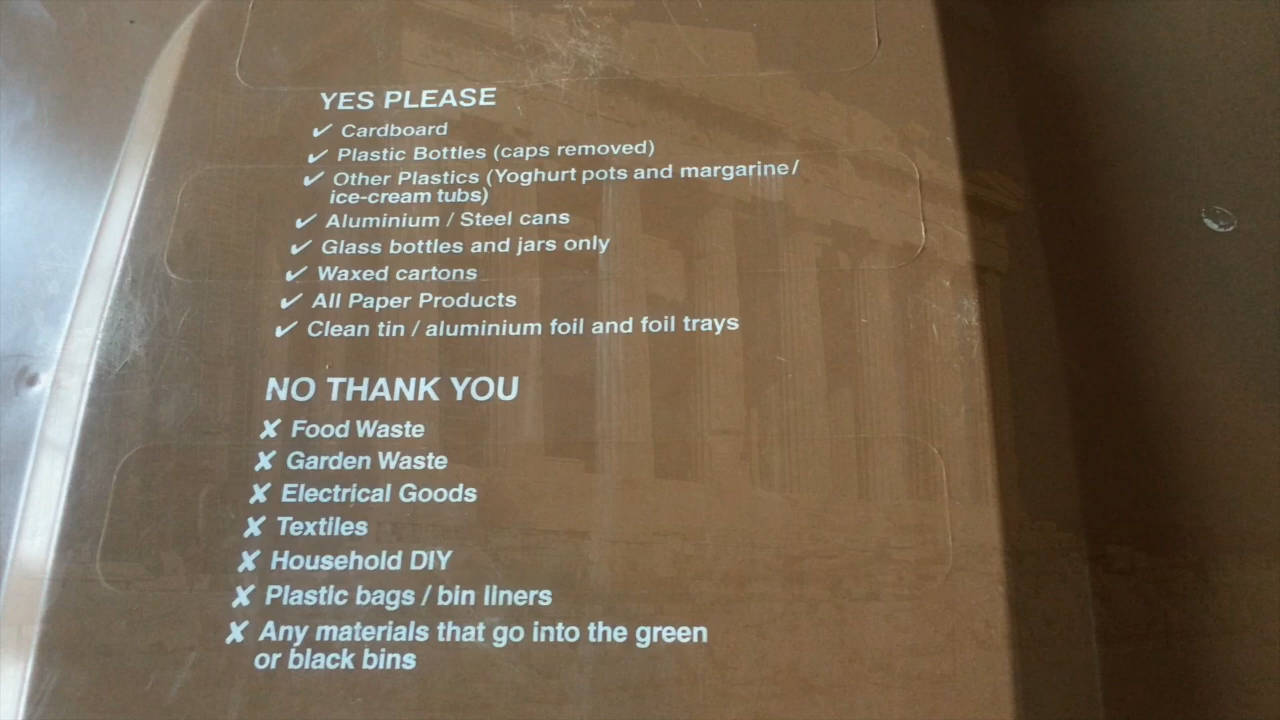 YES PLEASE
✔ Cardboard
✔ Plastic Bottles (caps removed)
✔ Other Plastics (Yoghurt pots and margarine/
ice-cream tubs)
✔ Aluminium / Steel cans
✔ Glass bottles and jars only
✔ Waxed cartons
✔ All Paper Products
✔ Clean tin / aluminium foil and foil trays
NO THANK YOU
✘ Food Waste
✘ Garden Waste
✘ Electrical Goods
✘ Textiles
✘ Household DIY
✘ Plastic bags / bin liners
✘ Any materials that go into the green
or black bins